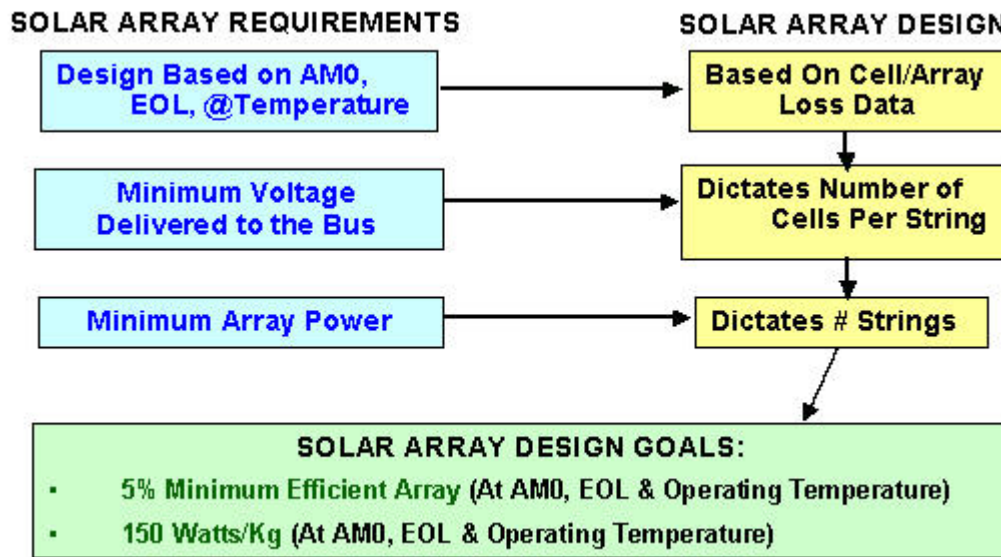 SOLAR ARRAY REQUIREMENTS
SOLAR ARRAY DESIGN
Design Based on AM0,
EOL, @Temperature
Based On Cell/Array
Loss Data
Minimum Voltage
Delivered to the Bus
Dictates Number of
Cells Per String
Minimum Array Power
Dictates # Strings
SOLAR ARRAY DESIGN GOALS:
• 5% Minimum Efficient Array (At AM0, EOL & Operating Temperature)
• 150 Watts/Kg (At AM0, EOL & Operating Temperature)